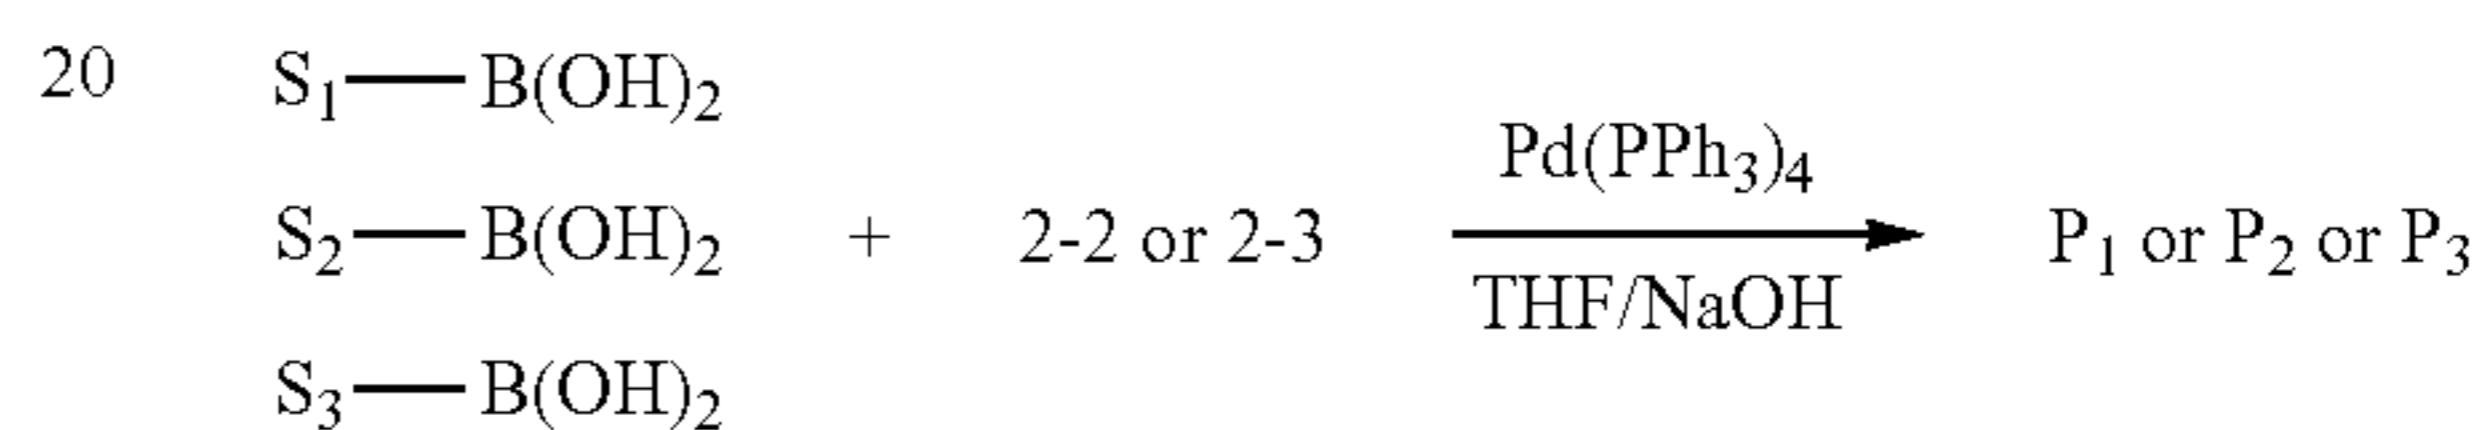 20 S₁—B(OH)₂
Pd(PPh₃)₄
S₂—B(OH)₂ + 2-2 or 2-3 P₁ or P₂ or P₃
THF/NaOH
S₃—B(OH)₂